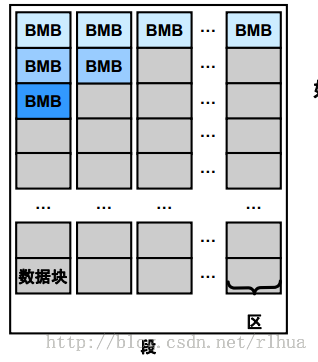 BMB BMB BMB ... BMB
BMB BMB ...
BMB ...
...
...
... ... ... ...
...
数据块 ...
区
http://blog.csdn.net/rlhua
段